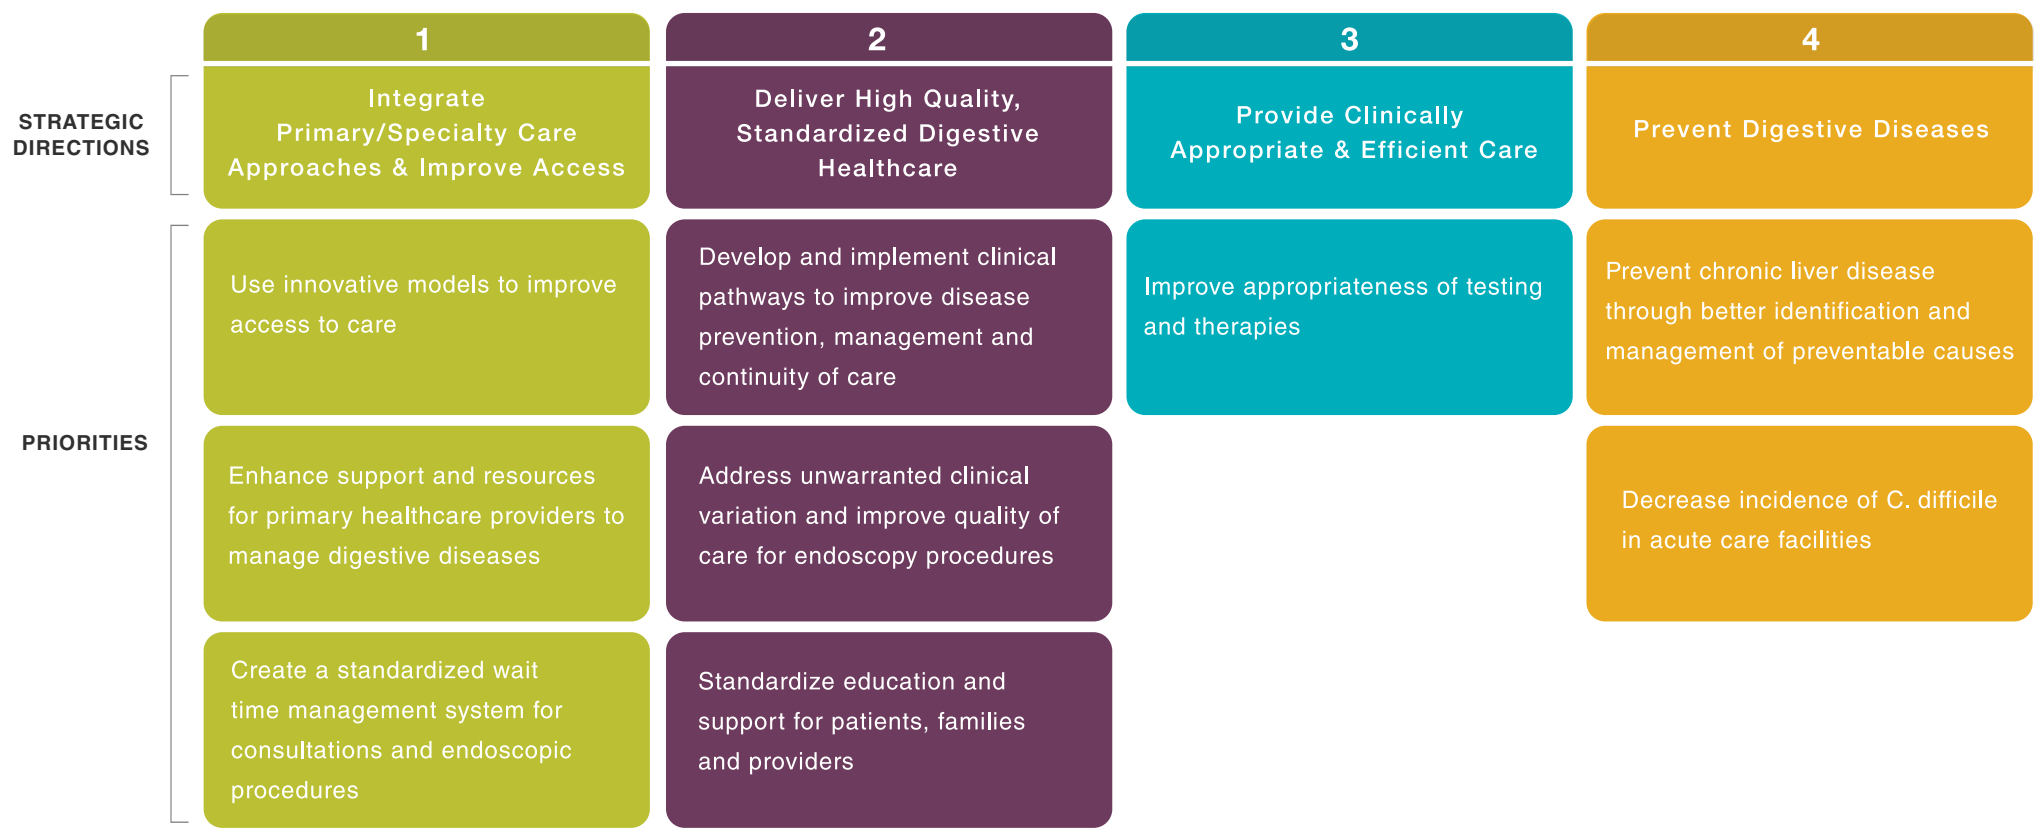 1
2
3
4
STRATEGIC
DIRECTIONS
Integrate
Primary/Specialty Care
Approaches & Improve Access
Deliver High Quality,
Standardized Digestive
Healthcare
Provide Clinically
Appropriate & Efficient Care
Prevent Digestive Diseases
PRIORITIES
Use innovative models to improve
access to care
Develop and implement clinical
pathways to improve disease
prevention, management and
continuity of care
Improve appropriateness of testing
and therapies
Prevent chronic liver disease
through better identification and
management of preventable causes
Enhance support and resources
for primary healthcare providers to
manage digestive diseases
Address unwarranted clinical
variation and improve quality of
care for endoscopy procedures
Decrease incidence of C. difficile
in acute care facilities
Create a standardized wait
time management system for
consultations and endoscopic
procedures
Standardize education and
support for patients, families
and providers